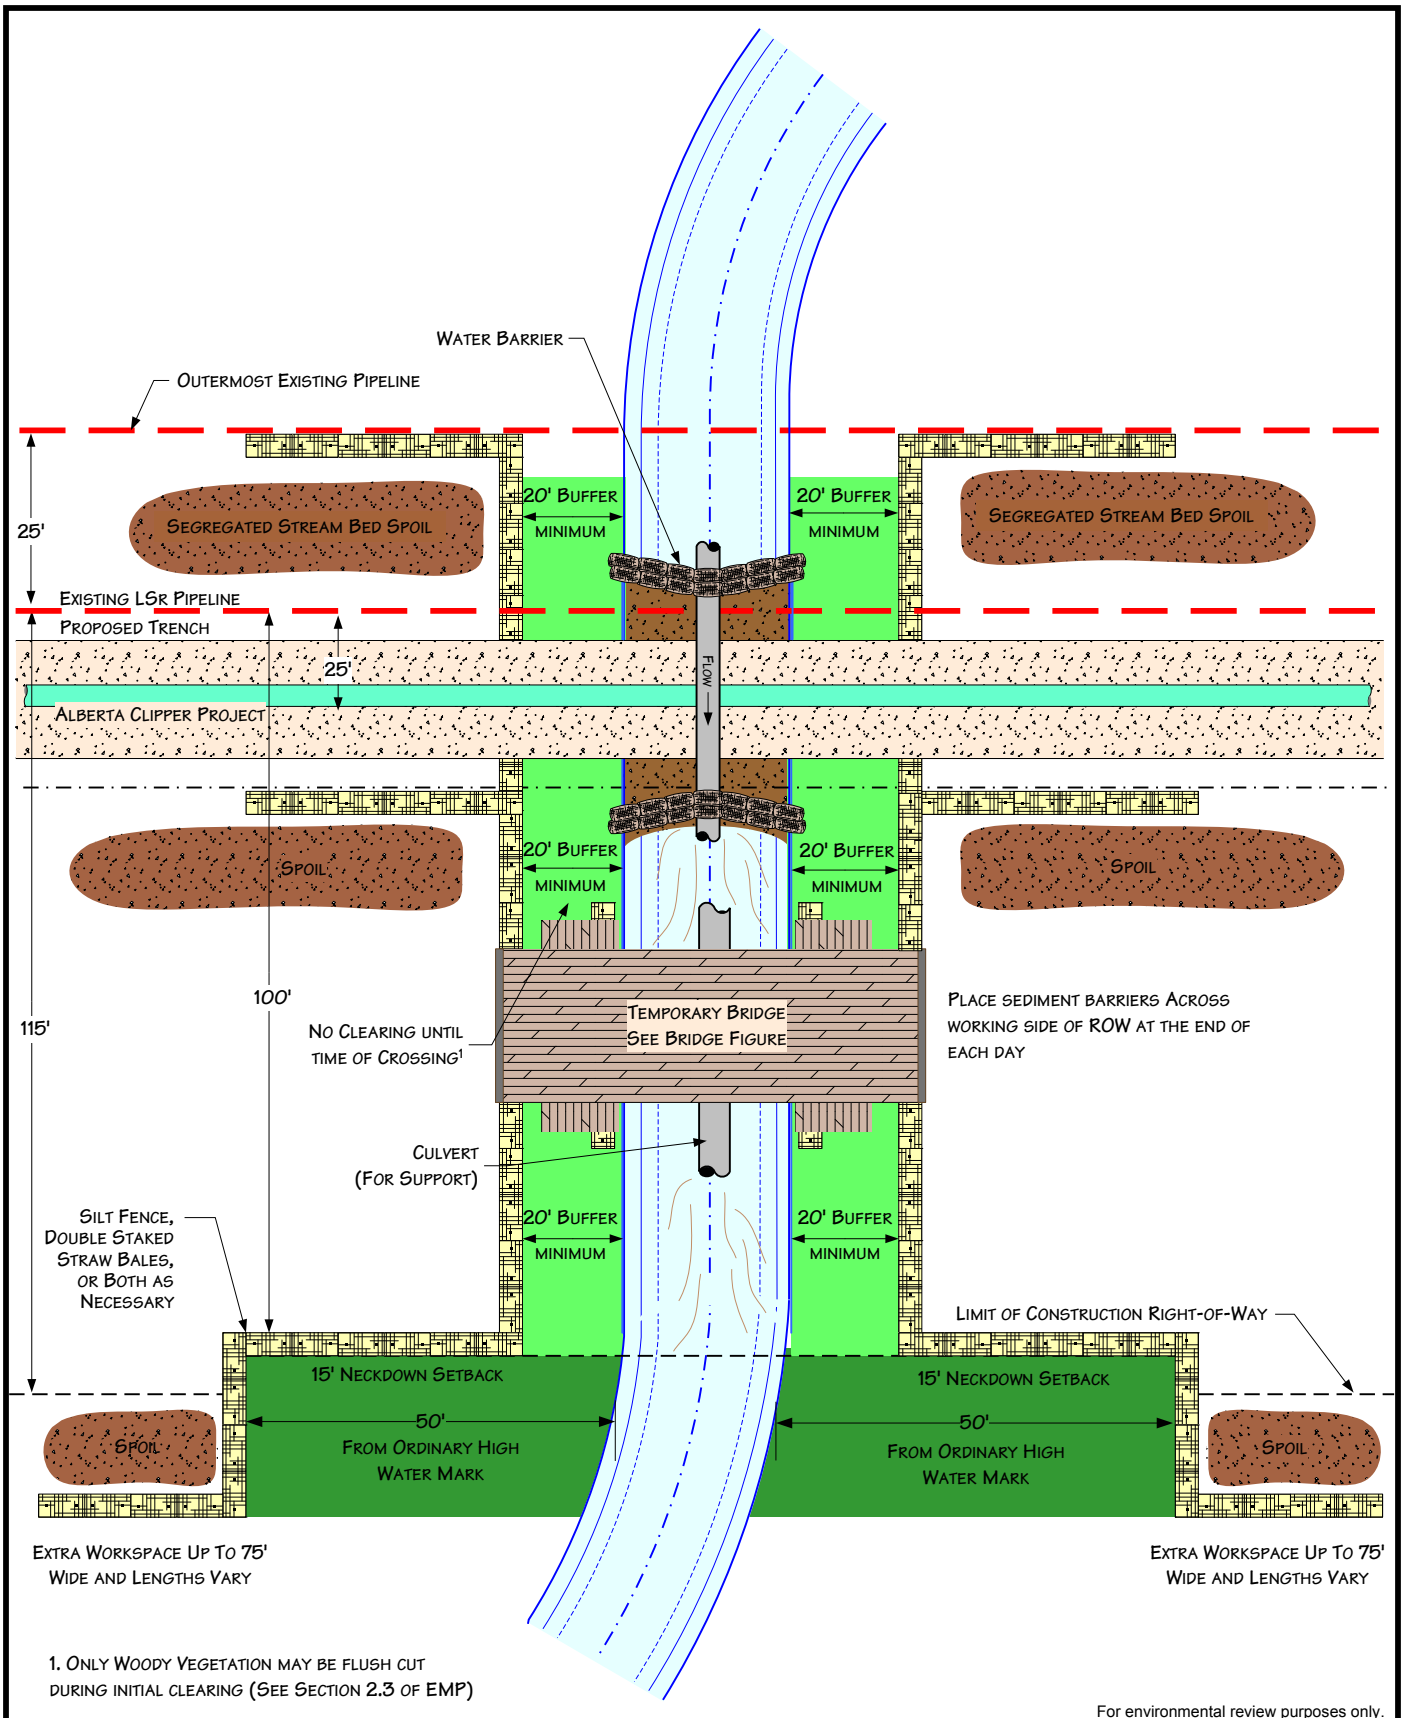 Water Barrier
Outermost Existing Pipeline
20' Buffer
Minimum
20' Buffer
Minimum
Segregated Stream Bed Spoil
Segregated Stream Bed Spoil
25'
Existing LSr Pipeline
Proposed Trench
25'
Flow
Alberta Clipper Project
20' Buffer
Minimum
20' Buffer
Minimum
Spoil
Spoil
100'
115'
No Clearing until
time of Crossing¹
Temporary Bridge
See Bridge Figure
Place sediment barriers Across
working side of ROW at the end of
each day
Culvert
(For Support)
Silt Fence,
Double Staked
Straw Bales,
or Both as
Necessary
20' Buffer
Minimum
20' Buffer
Minimum
Limit of Construction Right-of-Way
15' Neckdown Setback
15' Neckdown Setback
50'
From Ordinary High
Water Mark
50'
From Ordinary High
Water Mark
Spoil
Spoil
Extra Workspace Up To 75'
Wide and Lengths Vary
Extra Workspace Up To 75'
Wide and Lengths Vary
1. Only Woody Vegetation may be flush cut
during initial clearing (See Section 2.3 of EMP)
For environmental review purposes only.